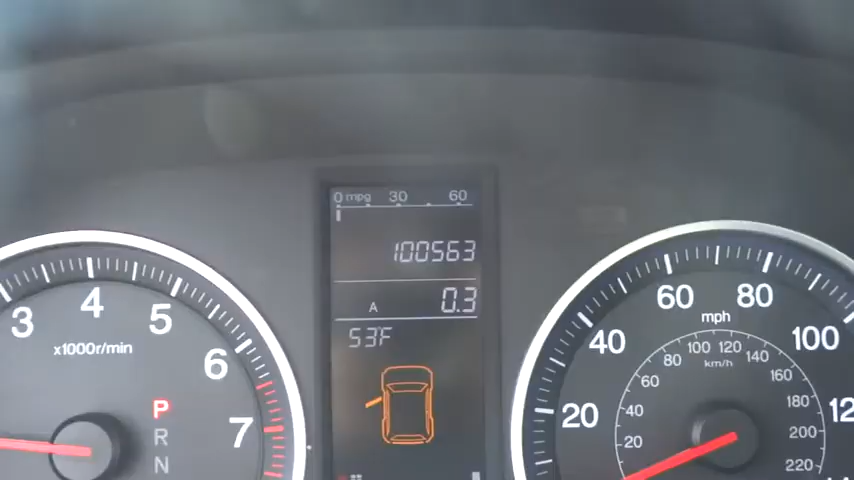 0 mpg 30 60
100563
A 0.3
53F
3 4 5 6 7
x1000r/min
P
R
N
20 40 60 80 100 12
mph
km/h
20 40 60 80 100 120 140 160 180 200 220